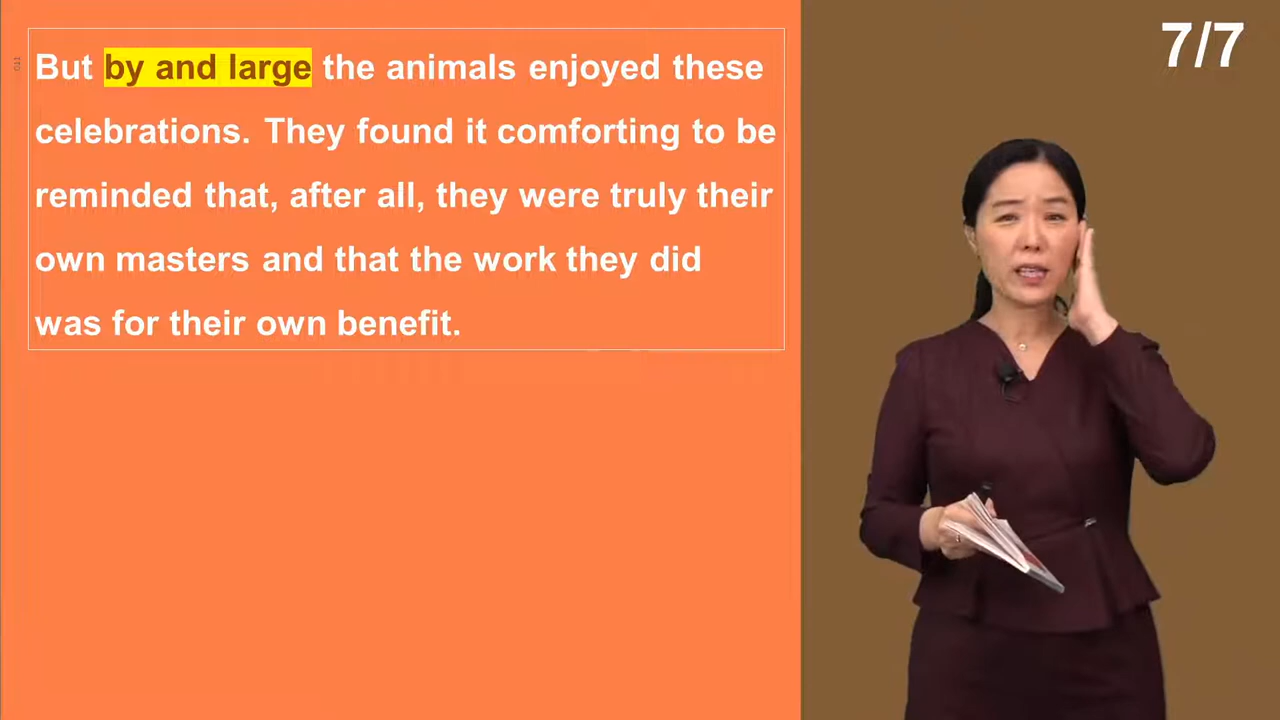 7/7
But by and large the animals enjoyed these
celebrations. They found it comforting to be
reminded that, after all, they were truly their
own masters and that the work they did
was for their own benefit.